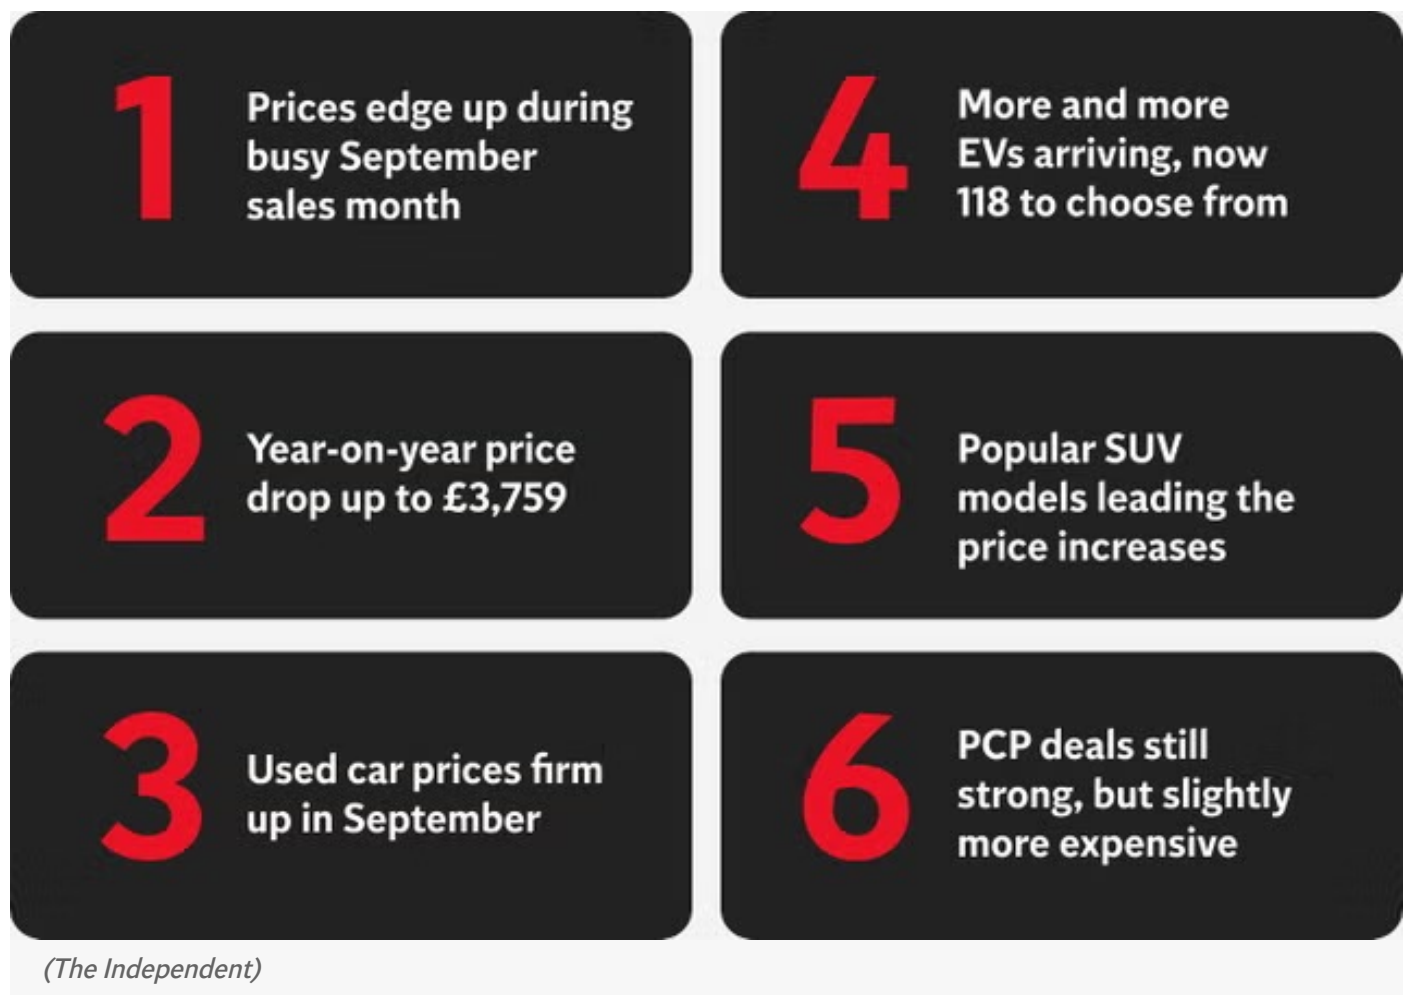 1
Prices edge up during
busy September
sales month
2
Year-on-year price
drop up to £3,759
3
Used car prices firm
up in September
4
More and more
EVs arriving, now
118 to choose from
5
Popular SUV
models leading the
price increases
6
PCP deals still
strong, but slightly
more expensive
(The Independent)